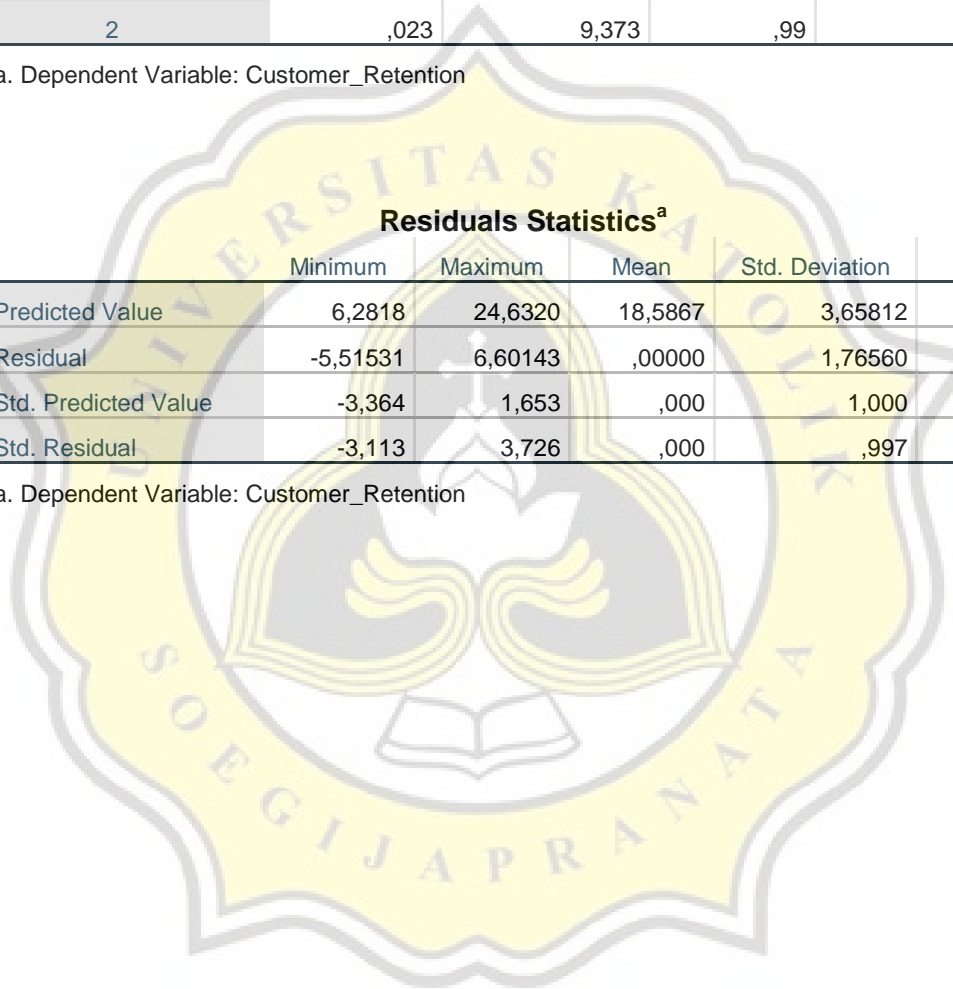 2 ,023 9,373 ,99
a. Dependent Variable: Customer_Retention
UNIVERSITAS KATOLIK
Residuals Statisticsa
Minimum Maximum Mean Std. Deviation
Predicted Value 6,2818 24,6320 18,5867 3,65812
Residual -5,51531 6,60143 ,00000 1,76560
Std. Predicted Value -3,364 1,653 ,000 1,000
Std. Residual -3,113 3,726 ,000 ,997
a. Dependent Variable: Customer_Retention
SOEGIJAPRANATA